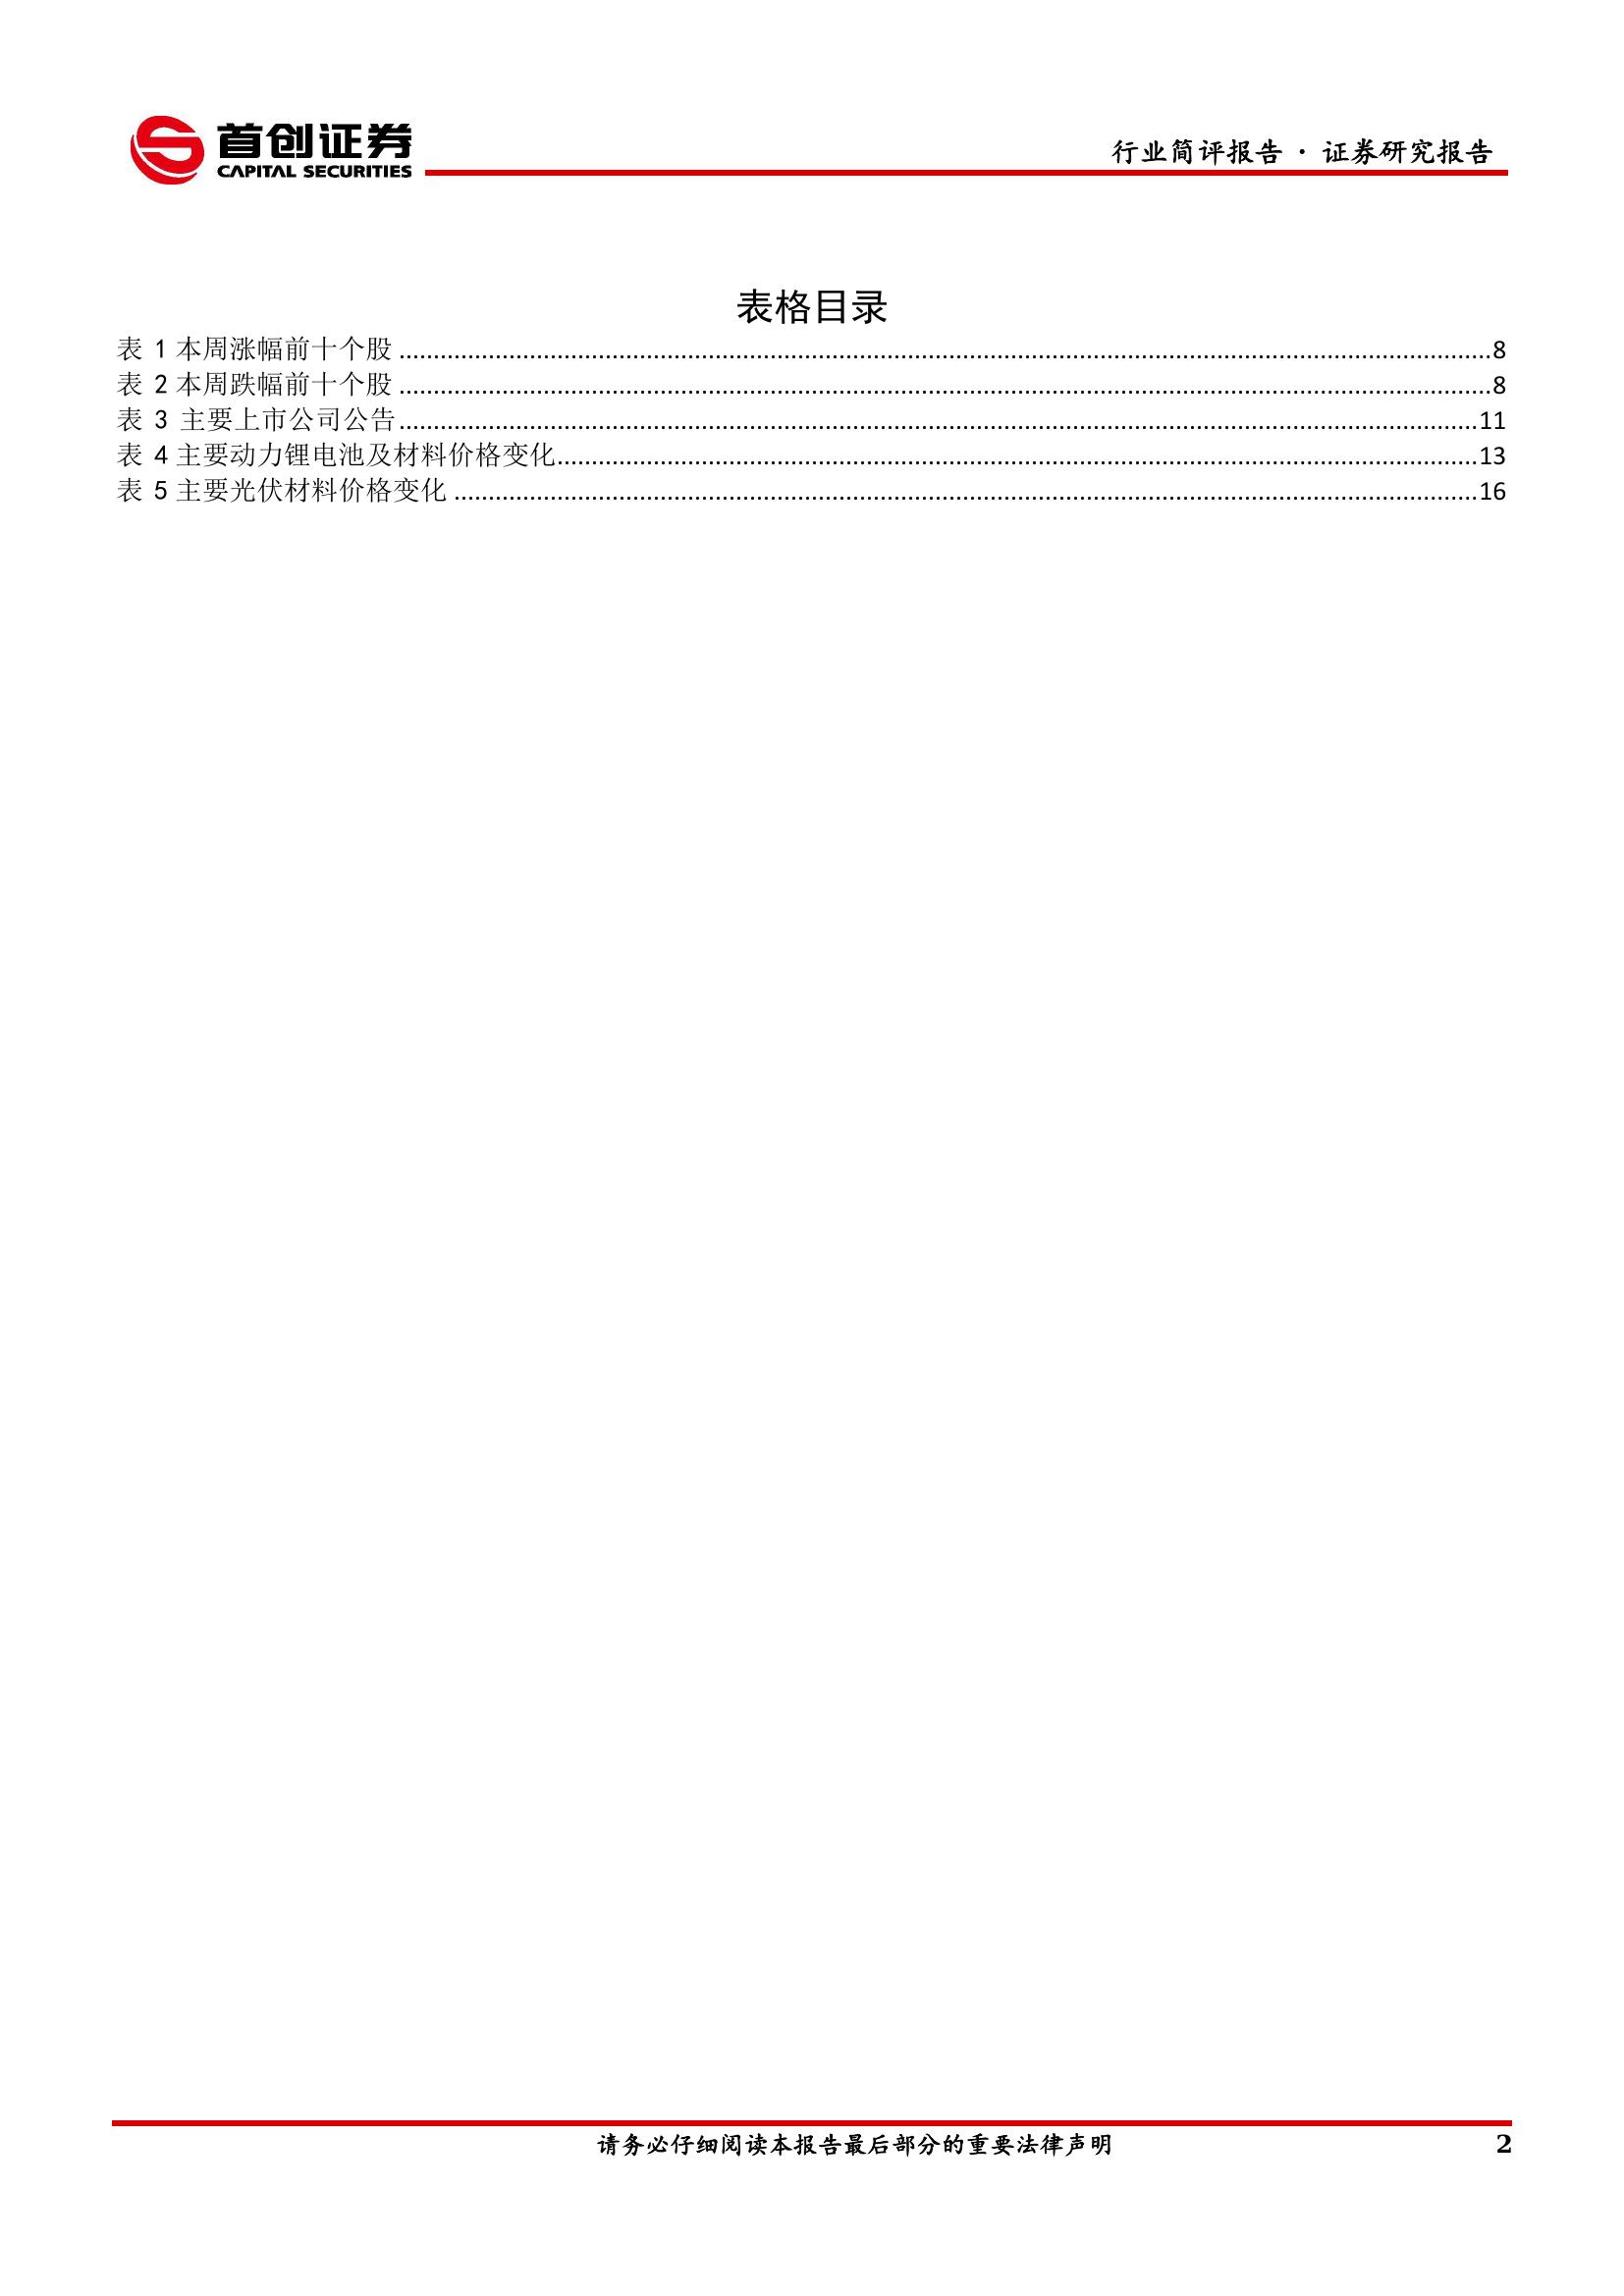 首创证券
CAPITAL SECURITIES
行业简评报告 · 证券研究报告
表格目录
表 1 本周涨幅前十个股 ........................................ 8
表 2 本周跌幅前十个股 ........................................ 8
表 3 主要上市公司公告 ........................................ 11
表 4 主要动力锂电池及材料价格变化 ........................................ 13
表 5 主要光伏材料价格变化 ........................................ 16
请务必仔细阅读本报告最后部分的重要法律声明 2